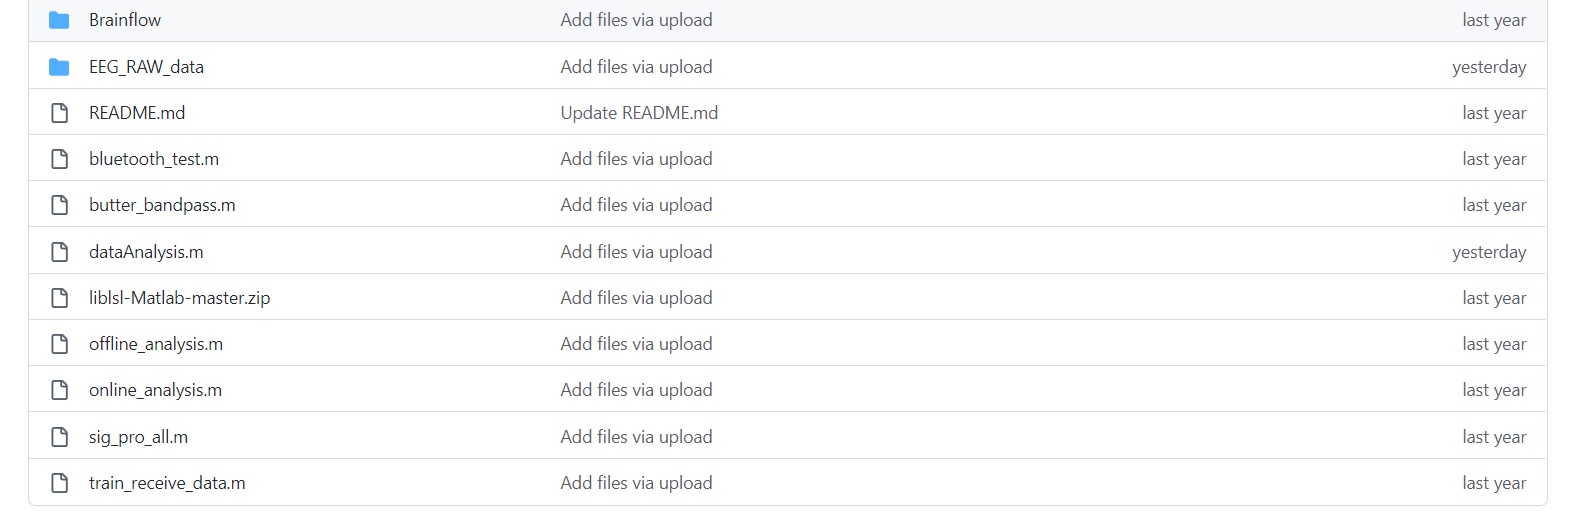 Brainflow Add files via upload last year
EEG_RAW_data Add files via upload yesterday
README.md Update README.md last year
bluetooth_test.m Add files via upload last year
butter_bandpass.m Add files via upload last year
dataAnalysis.m Add files via upload yesterday
liblsl-Matlab-master.zip Add files via upload last year
offline_analysis.m Add files via upload last year
online_analysis.m Add files via upload last year
sig_pro_all.m Add files via upload last year
train_receive_data.m Add files via upload last year